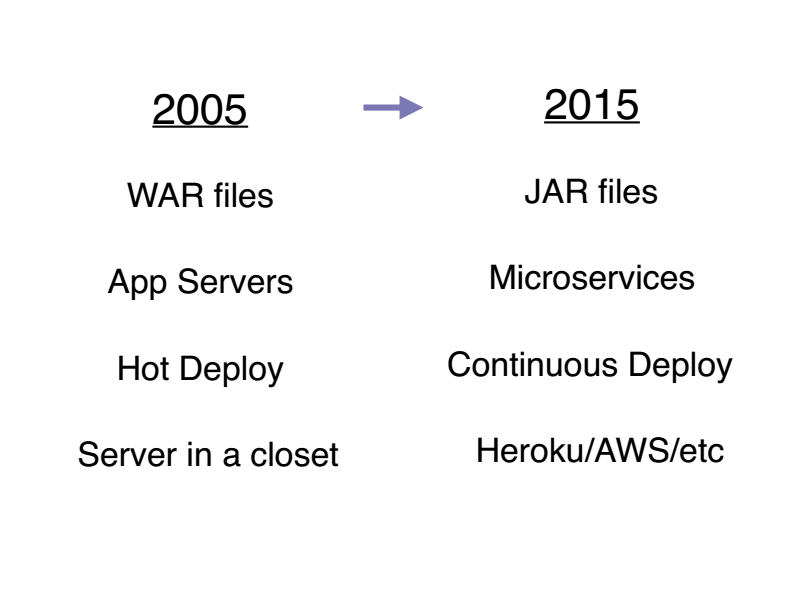 2005
2015
WAR files
JAR files
App Servers
Microservices
Hot Deploy
Continuous Deploy
Server in a closet
Heroku/AWS/etc